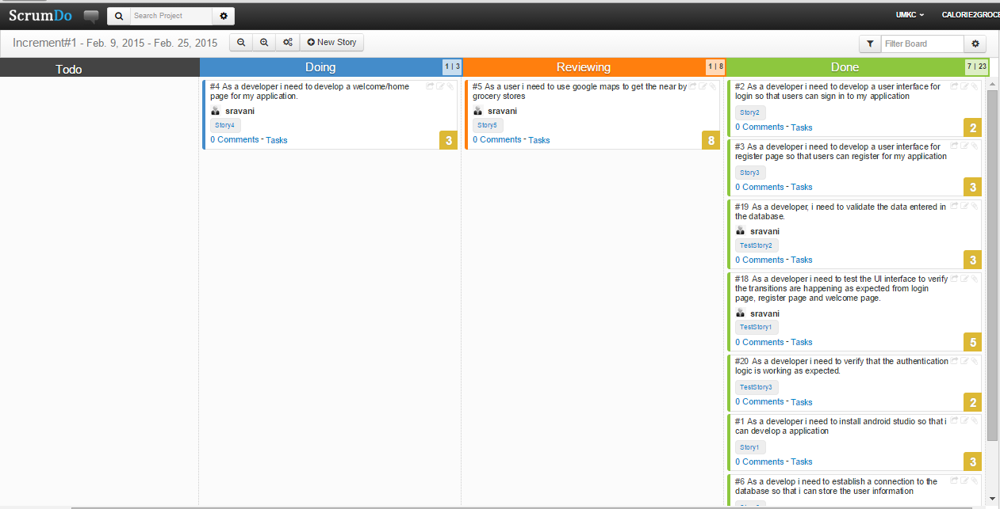 ScrumDo
Search Project
UMKC
CALORIE2GROCE
Increment#1 - Feb. 9, 2015 - Feb. 25, 2015
New Story
Filter Board
Todo
Doing
1 | 3
#4 As a developer i need to develop a welcome/home
page for my application.
sravani
Story4
0 Comments - Tasks
3
Reviewing
1 | 8
#5 As a user i need to use google maps to get the near by
grocery stores
sravani
Story5
0 Comments - Tasks
8
Done
7 | 23
#2 As a developer i need to develop a user interface for
login so that users can sign in to my application
Story2
0 Comments - Tasks
2
#3 As a developer i need to develop a user interface for
register page so that users can register for my application
Story3
0 Comments - Tasks
3
#19 As a developer, i need to validate the data entered in
the database.
sravani
TestStory2
0 Comments - Tasks
3
#18 As a developer i need to test the UI interface to verify
the transitions are happening as expected from login
page, register page and welcome page.
sravani
TestStory1
0 Comments - Tasks
5
#20 As a developer i need to verify that the authentication
logic is working as expected.
TestStory3
0 Comments - Tasks
2
#1 As a developer i need to install android studio so that i
can develop a application
Story1
0 Comments - Tasks
3
#6 As a develop i need to establish a connection to the
database so that i can store the user information